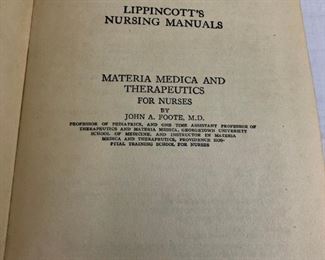 LIPPINCOTT'S
NURSING MANUALS
MATERIA MEDICA AND
THERAPEUTICS
FOR NURSES
BY
JOHN A. FOOTE, M.D.
PROFESSOR OF PEDIATRICS, AND ONE TIME ASSISTANT PROFESSOR OF
THERAPEUTICS AND MATERIA MEDICA, GEORGETOWN UNIVERSITY
SCHOOL OF MEDICINE, AND INSTRUCTOR IN MATERIA
MEDICA AND THERAPEUTICS, PROVIDENCE HOS-
PITAL TRAINING SCHOOL FOR NURSES